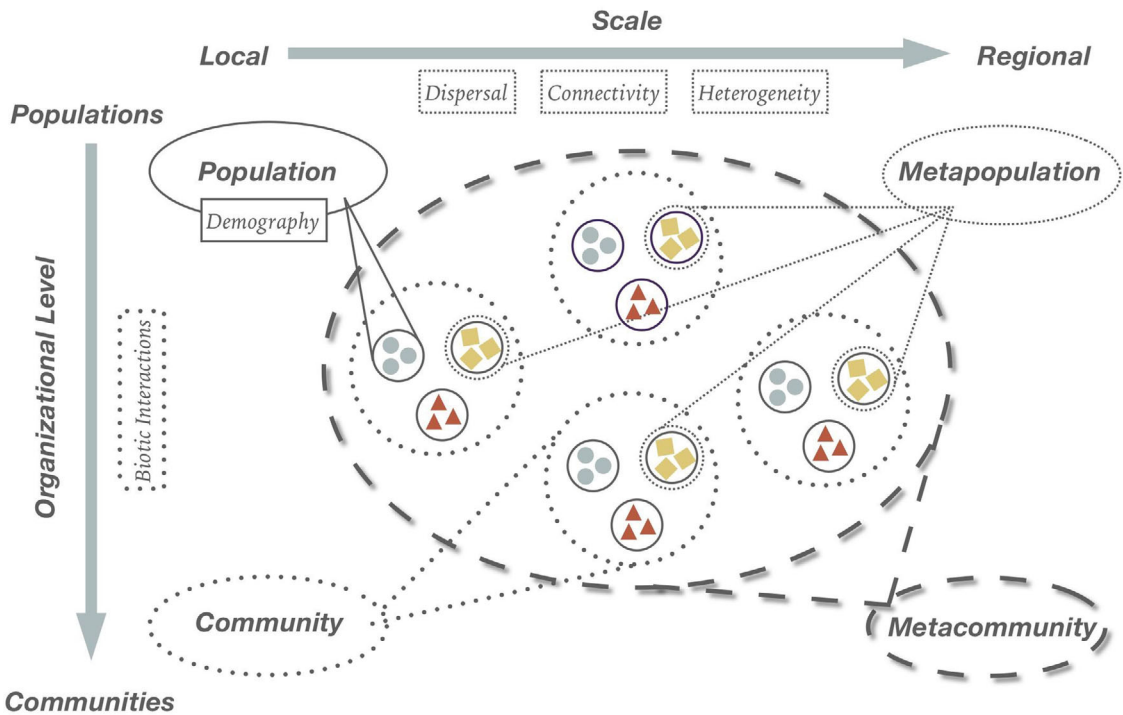 Scale
Local
Regional
Dispersal
Connectivity
Heterogeneity
Populations
Population
Demography
Metapopulation
Organizational Level
Biotic Interactions
Community
Metacommunity
Communities